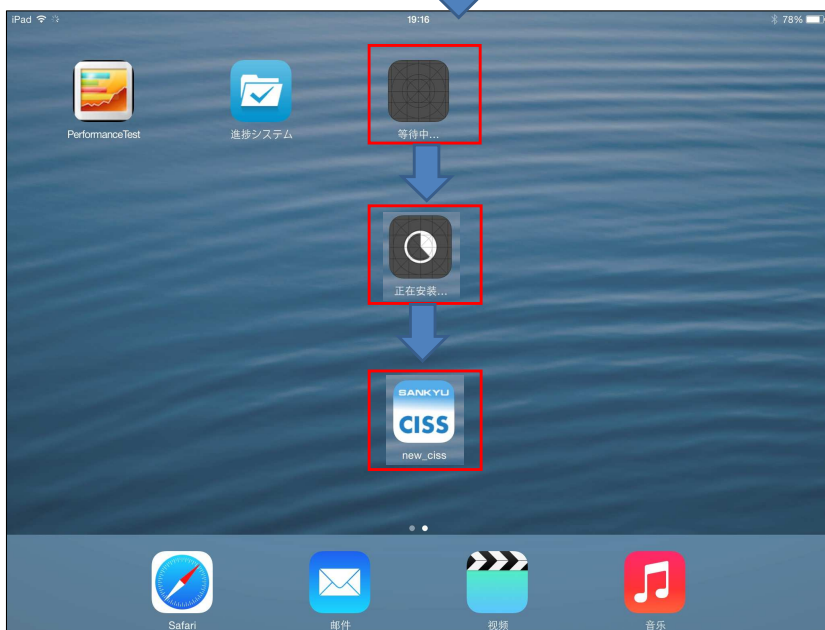 iPad
19:16
78%
PerformanceTest
進捗システム
等待中...
正在安装...
SANKYU
CISS
new_ciss
Safari
邮件
视频
音乐